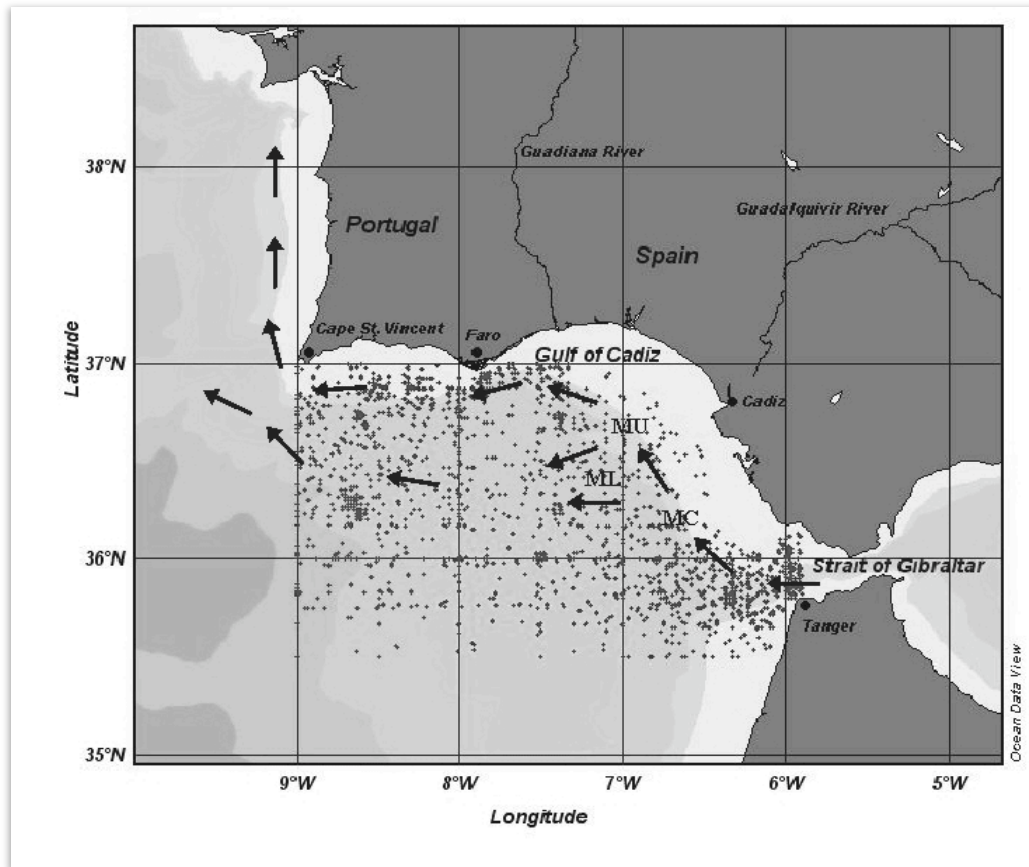 38°N
37°N
36°N
35°N
Latitude
Guadiana River
Guadalquivir River
Portugal
Spain
Cape St. Vincent
Faro
Gulf of Cadiz
Cadiz
MU
ML
MC
Strait of Gibraltar
Tanger
9°W
8°W
7°W
6°W
5°W
Longitude
Ocean Data View